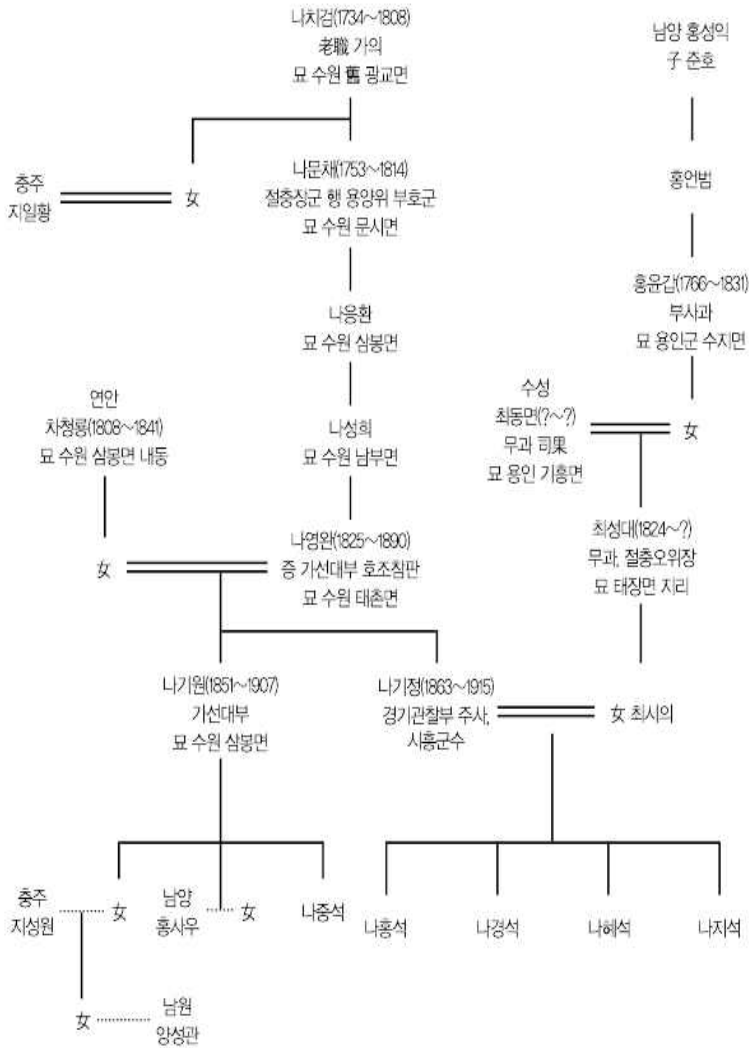 나치검(1734~1808)
老職 가의
묘 수원 舊 광교면
남양 홍성익
子 준호
충주
지일황
女
나문채(1753~1814)
절충장군 행 용양위 부호군
묘 수원 문시면
홍언범
나응환
묘 수원 삼봉면
홍윤갑(1766~1831)
부사과
묘 용인군 수지면
연안
차청룡(1808~1841)
묘 수원 삼봉면 내동
나성희
묘 수원 남부면
수성
최동면(?~?)
무과 司果
묘 용인 기흥면
女
女
나영완(1825~1890)
증 가선대부 호조참판
묘 수원 태촌면
최성대(1824~?)
무과, 절충오위장
묘 태장면 지리
나기원(1851~1907)
가선대부
묘 수원 삼봉면
나기정(1863~1915)
경기관찰부 주사,
시흥군수
女 최시의
충주
지성원
女
남양
홍사우
女
나중석
나홍석
나경석
나혜석
나지석
女
남원
양성관